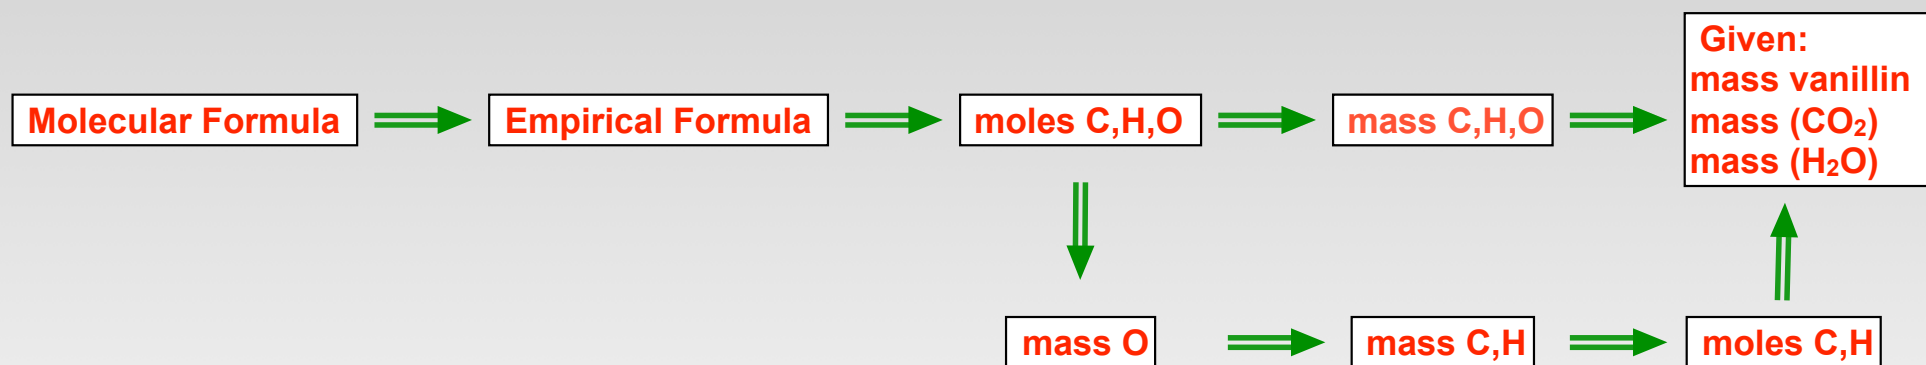 Molecular Formula
Empirical Formula
moles C,H,O
mass C,H,O
Given:
mass vanillin
mass (CO₂)
mass (H₂O)
mass O
mass C,H
moles C,H